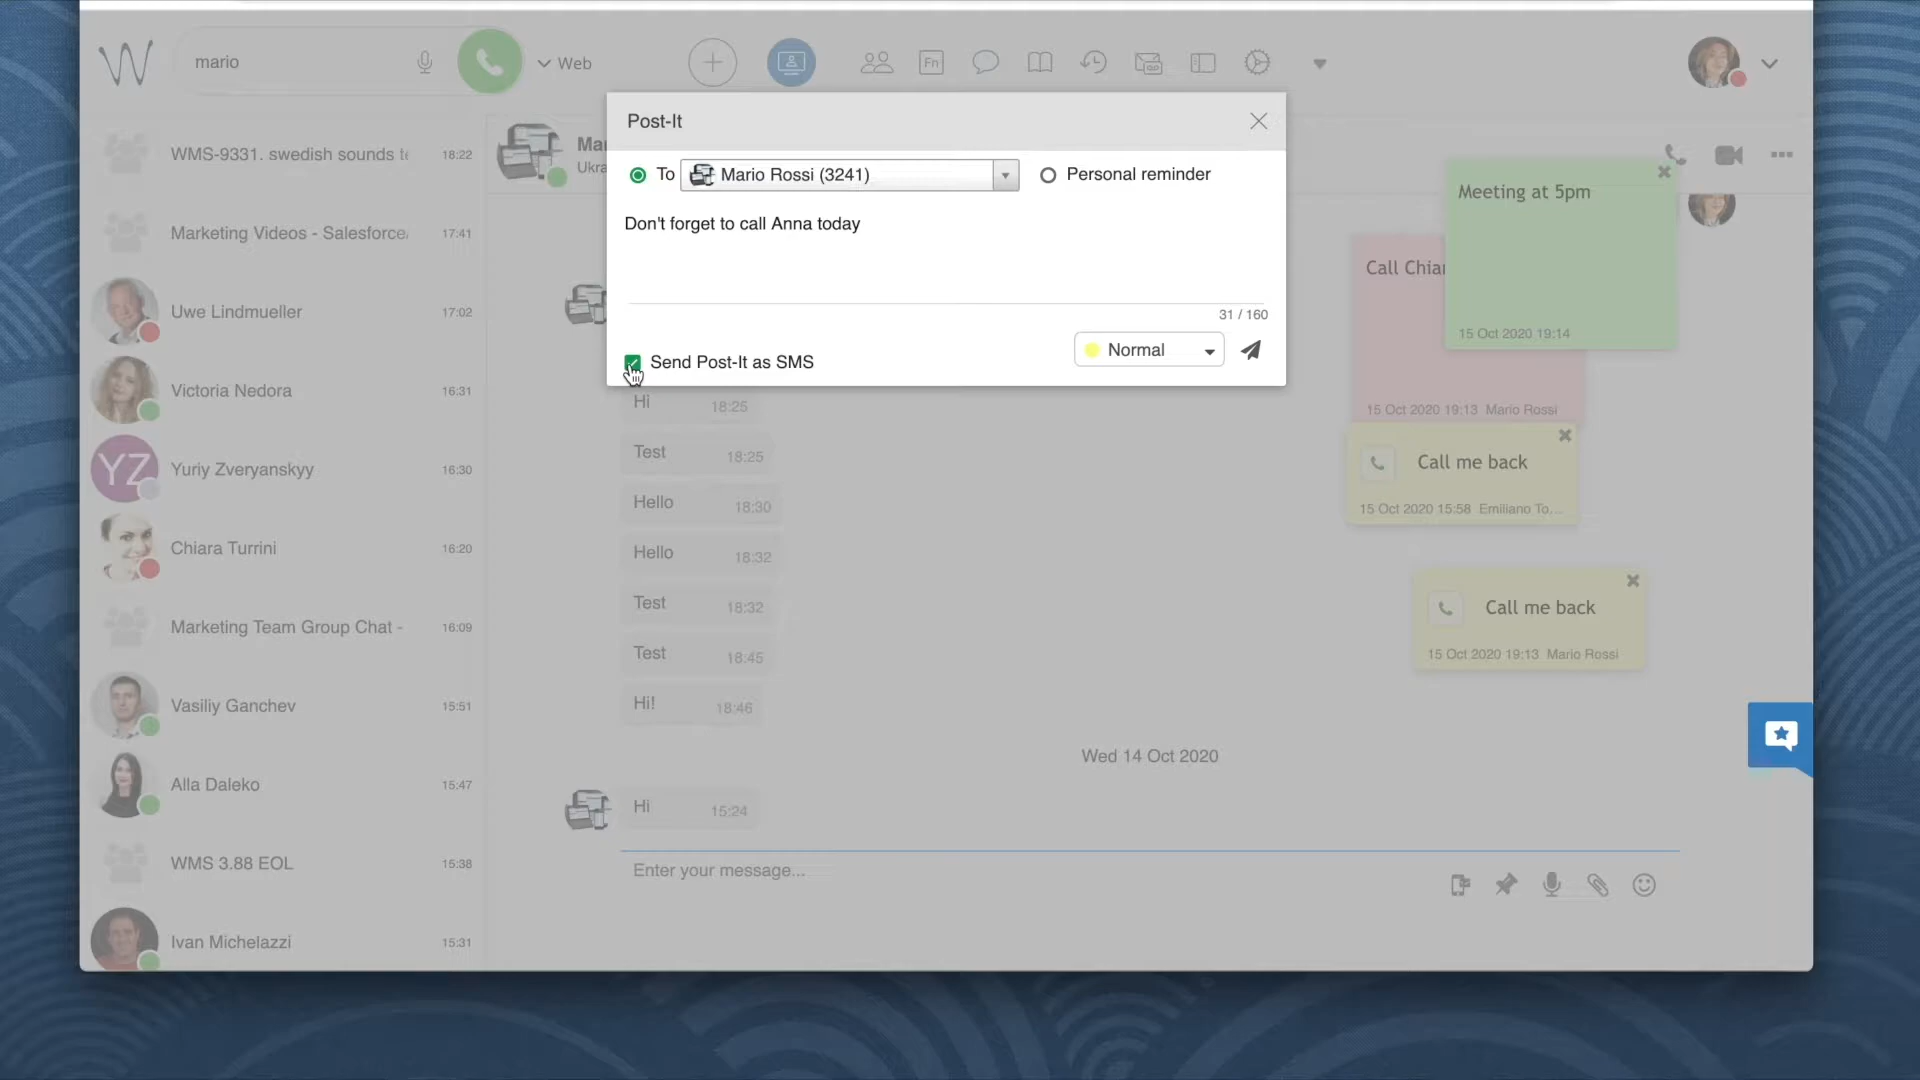 mario
Web
Fn
WMS-9331. swedish sounds te
18:22
Marketing Videos - Salesforce/
17:41
Uwe Lindmueller
17:02
Victoria Nedora
16:31
YZ
Yuriy Zveryanskyy
16:30
Chiara Turrini
16:20
Marketing Team Group Chat -
16:09
Vasiliy Ganchev
15:51
Alla Daleko
15:47
WMS 3.88 EOL
15:38
Ivan Michelazzi
15:31
Mar
Ukra
Post-It
To
Mario Rossi (3241)
Personal reminder
Don't forget to call Anna today
31 / 160
Send Post-It as SMS
Normal
Hi
18:25
Test
18:25
Hello
18:30
Hello
18:32
Test
18:32
Test
18:45
Hi!
18:46
Wed 14 Oct 2020
Hi
15:24
Enter your message...
Meeting at 5pm
15 Oct 2020 19:14
Call Chiar
15 Oct 2020 19:13 Mario Rossi
Call me back
15 Oct 2020 15:58 Emiliano To...
Call me back
15 Oct 2020 19:13 Mario Rossi